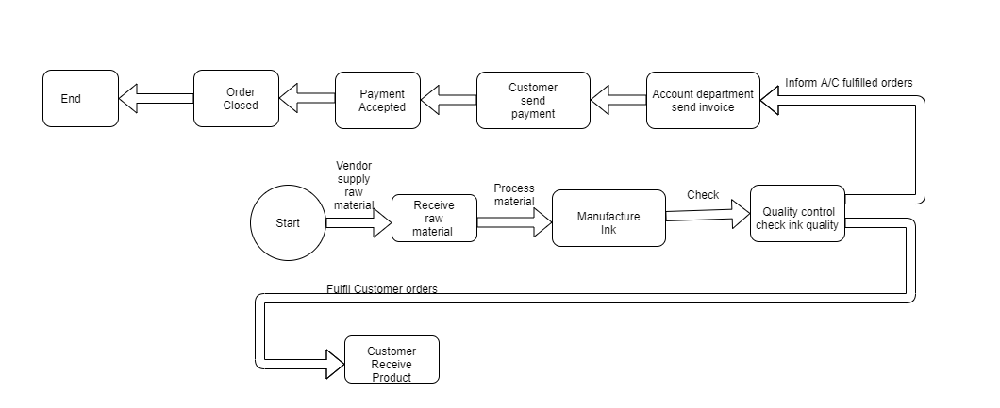 Inform A/C fulfilled orders
End
Order
Closed
Payment
Accepted
Customer
send
payment
Account department
send invoice
Vendor
supply
raw
material
Process
material
Check
Start
Receive
raw
material
Manufacture
Ink
Quality control
check ink quality
Fulfil Customer orders
Customer
Receive
Product